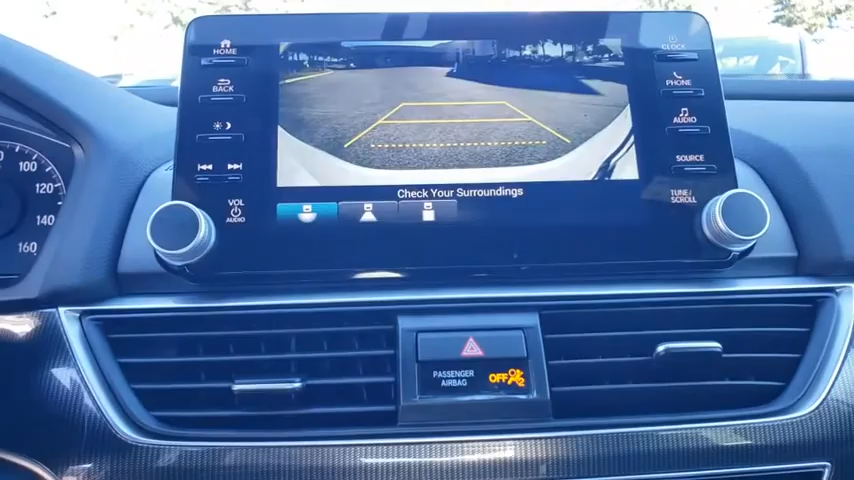 HOME
CLOCK
BACK
PHONE
AUDIO
SOURCE
VOL
AUDIO
TUNE/
SCROLL
Check Your Surroundings
100
120
140
160
PASSENGER
AIRBAG
OFF
2